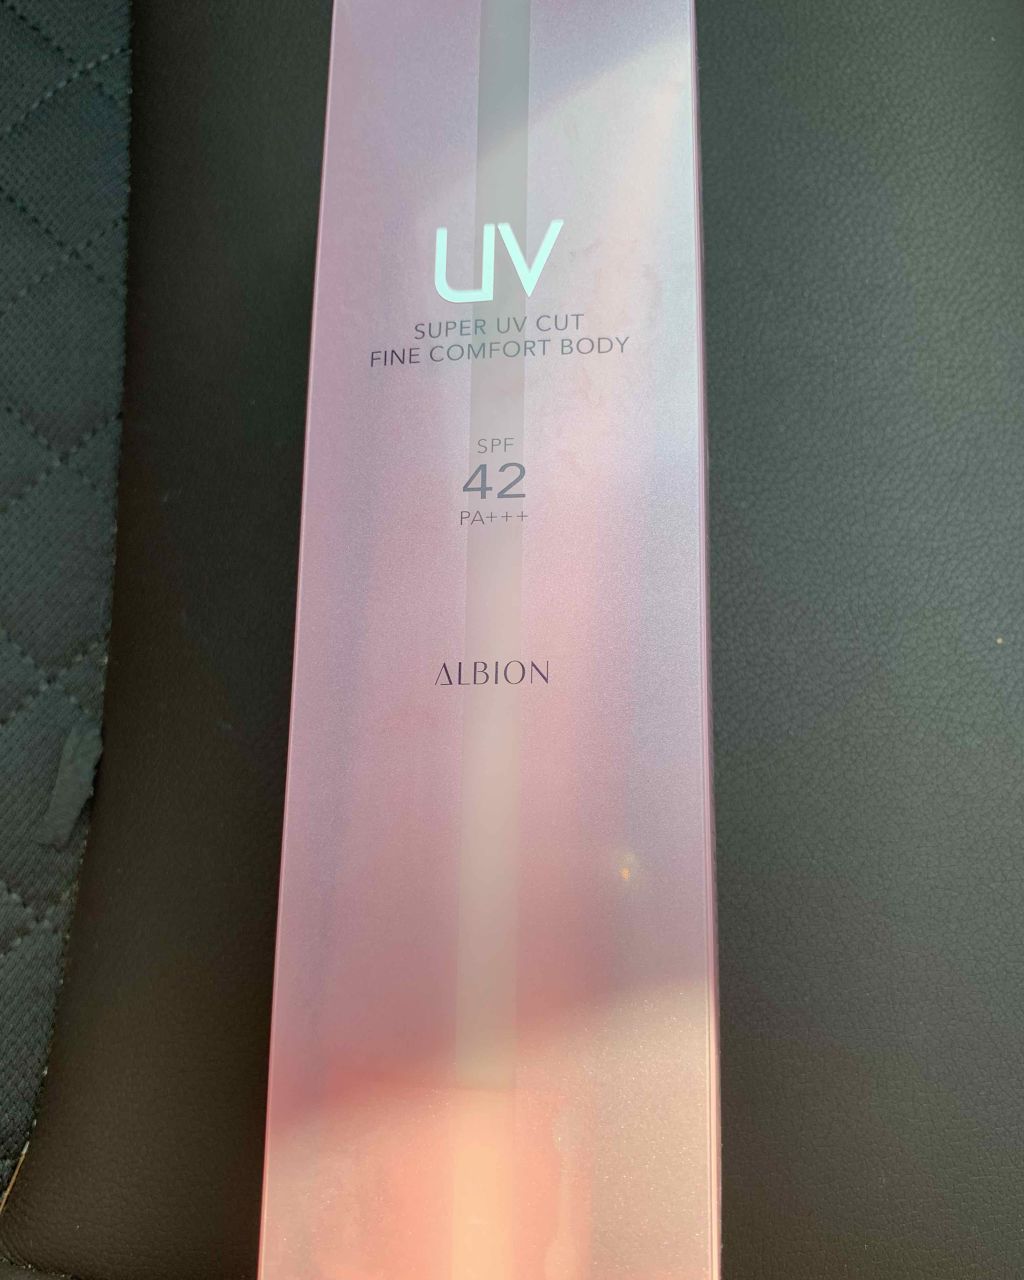 UV
SUPER UV CUT
FINE COMFORT BODY
SPF
42
PA+++
ALBION